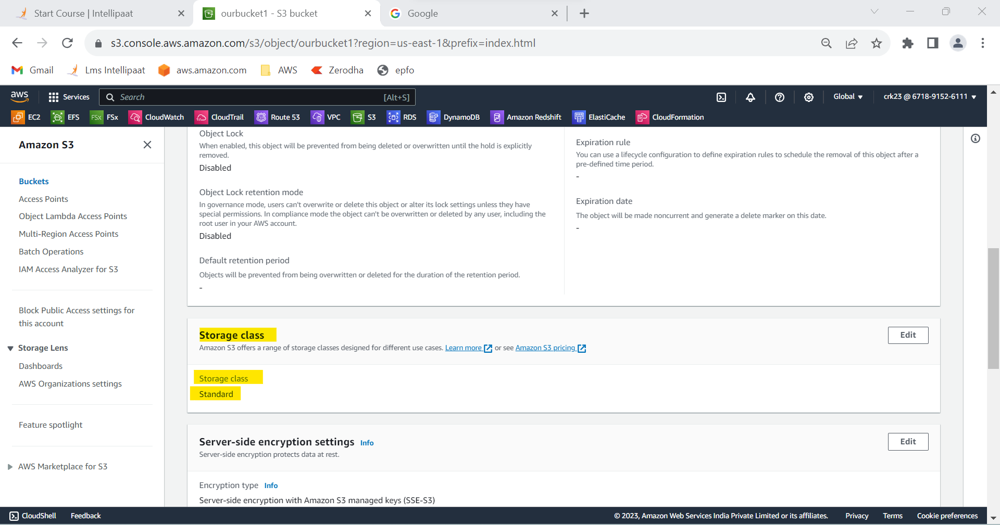 Start Course | Intellipaat
ourbucket1 - S3 bucket
Google
s3.console.aws.amazon.com/s3/object/ourbucket1?region=us-east-1&prefix=index.html
Gmail
Lms Intellipaat
aws.amazon.com
AWS
Zerodha
epfo
aws
Services
Search
[Alt+S]
Global
crk23 @ 6718-9152-6111
EC2
EFS
FSx
FSx
CloudWatch
CloudTrail
Route 53
VPC
S3
RDS
DynamoDB
Amazon Redshift
ElastiCache
CloudFormation
Amazon S3
Buckets
Access Points
Object Lambda Access Points
Multi-Region Access Points
Batch Operations
IAM Access Analyzer for S3
Block Public Access settings for
this account
Storage Lens
Dashboards
AWS Organizations settings
Feature spotlight
AWS Marketplace for S3
Object Lock
When enabled, this object will be prevented from being deleted or overwritten until the hold is explicitly
removed.
Disabled
Object Lock retention mode
In governance mode, users can't overwrite or delete this object or alter its lock settings unless they have
special permissions. In compliance mode the object can't be overwritten or deleted by any user, including the
root user in your AWS account.
Disabled
Default retention period
Objects will be prevented from being overwritten or deleted for the duration of the retention period.
-
Expiration rule
You can use a lifecycle configuration to define expiration rules to schedule the removal of this object after a
pre-defined time period.
-
Expiration date
The object will be made noncurrent and generate a delete marker on this date.
-
Storage class
Edit
Amazon S3 offers a range of storage classes designed for different use cases. Learn more or see Amazon S3 pricing
Storage class
Standard
Server-side encryption settings Info
Edit
Server-side encryption protects data at rest.
Encryption type Info
Server-side encryption with Amazon S3 managed keys (SSE-S3)
CloudShell
Feedback
© 2023, Amazon Web Services India Private Limited or its affiliates.
Privacy
Terms
Cookie preferences